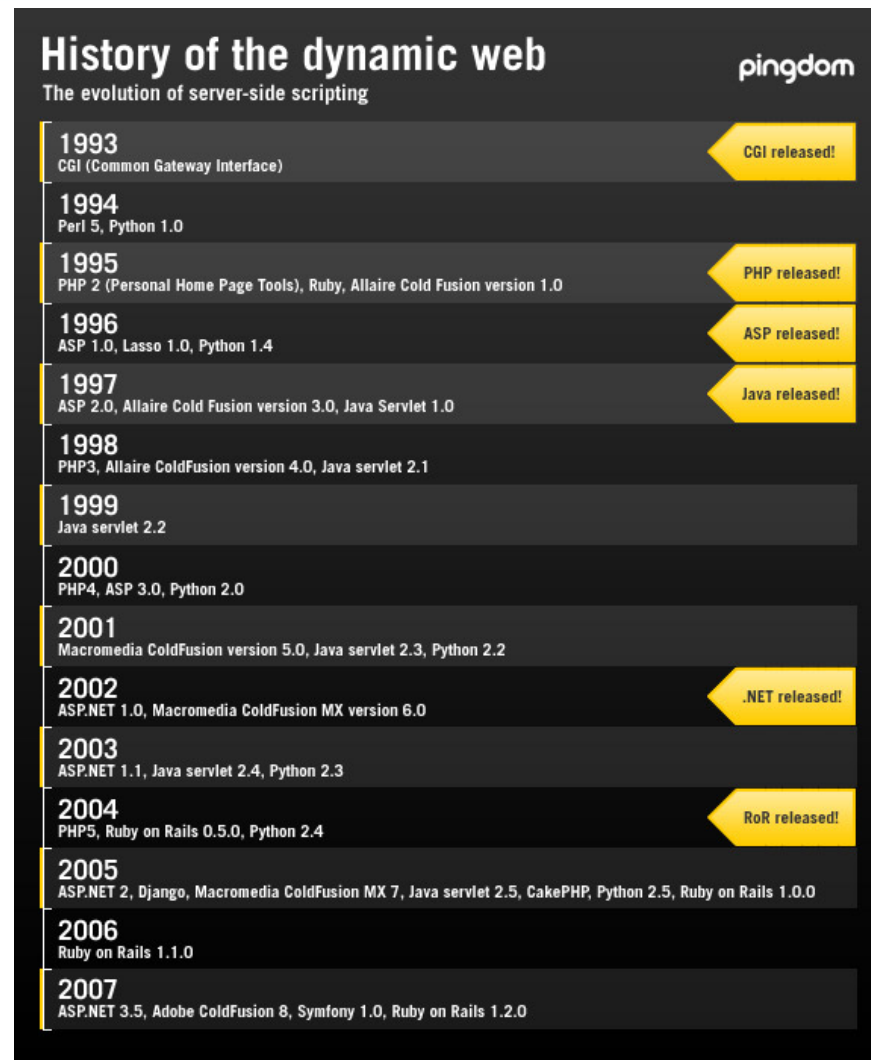 History of the dynamic web
pingdom
The evolution of server-side scripting
1993
CGI (Common Gateway Interface)
CGI released!
1994
Perl 5, Python 1.0
1995
PHP 2 (Personal Home Page Tools), Ruby, Allaire Cold Fusion version 1.0
PHP released!
1996
ASP 1.0, Lasso 1.0, Python 1.4
ASP released!
1997
ASP 2.0, Allaire Cold Fusion version 3.0, Java Servlet 1.0
Java released!
1998
PHP3, Allaire ColdFusion version 4.0, Java servlet 2.1
1999
Java servlet 2.2
2000
PHP4, ASP 3.0, Python 2.0
2001
Macromedia ColdFusion version 5.0, Java servlet 2.3, Python 2.2
2002
ASP.NET 1.0, Macromedia ColdFusion MX version 6.0
.NET released!
2003
ASP.NET 1.1, Java servlet 2.4, Python 2.3
2004
PHP5, Ruby on Rails 0.5.0, Python 2.4
RoR released!
2005
ASP.NET 2, Django, Macromedia ColdFusion MX 7, Java servlet 2.5, CakePHP, Python 2.5, Ruby on Rails 1.0.0
2006
Ruby on Rails 1.1.0
2007
ASP.NET 3.5, Adobe ColdFusion 8, Symfony 1.0, Ruby on Rails 1.2.0